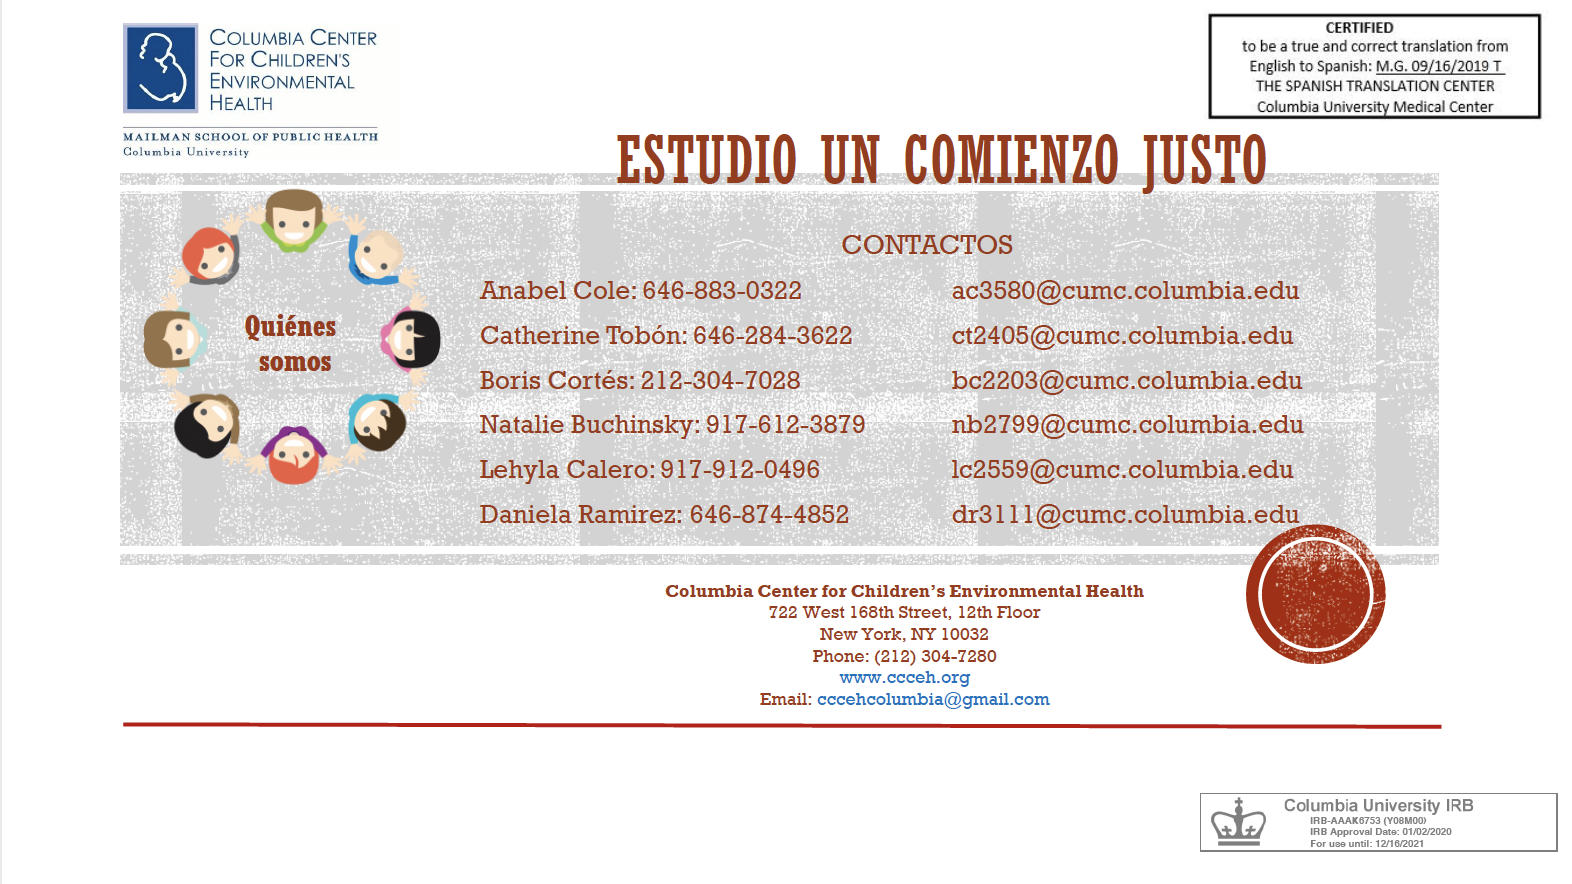 COLUMBIA CENTER
FOR CHILDREN'S
ENVIRONMENTAL
HEALTH
MAILMAN SCHOOL OF PUBLIC HEALTH
Columbia University
CERTIFIED
to be a true and correct translation from
English to Spanish: M.G. 09/16/2019 T
THE SPANISH TRANSLATION CENTER
Columbia University Medical Center
ESTUDIO UN COMIENZO JUSTO
Quiénes
somos
CONTACTOS
Anabel Cole: 646-883-0322 ac3580@cumc.columbia.edu
Catherine Tobón: 646-284-3622 ct2405@cumc.columbia.edu
Boris Cortés: 212-304-7028 bc2203@cumc.columbia.edu
Natalie Buchinsky: 917-612-3879 nb2799@cumc.columbia.edu
Lehyla Calero: 917-912-0496 lc2559@cumc.columbia.edu
Daniela Ramirez: 646-874-4852 dr3111@cumc.columbia.edu
Columbia Center for Children's Environmental Health
722 West 168th Street, 12th Floor
New York, NY 10032
Phone: (212) 304-7280
www.ccceh.org
Email: cccehcolumbia@gmail.com
Columbia University IRB
IRB-AAAK6753 (Y08M00)
IRB Approval Date: 01/02/2020
For use until: 12/16/2021